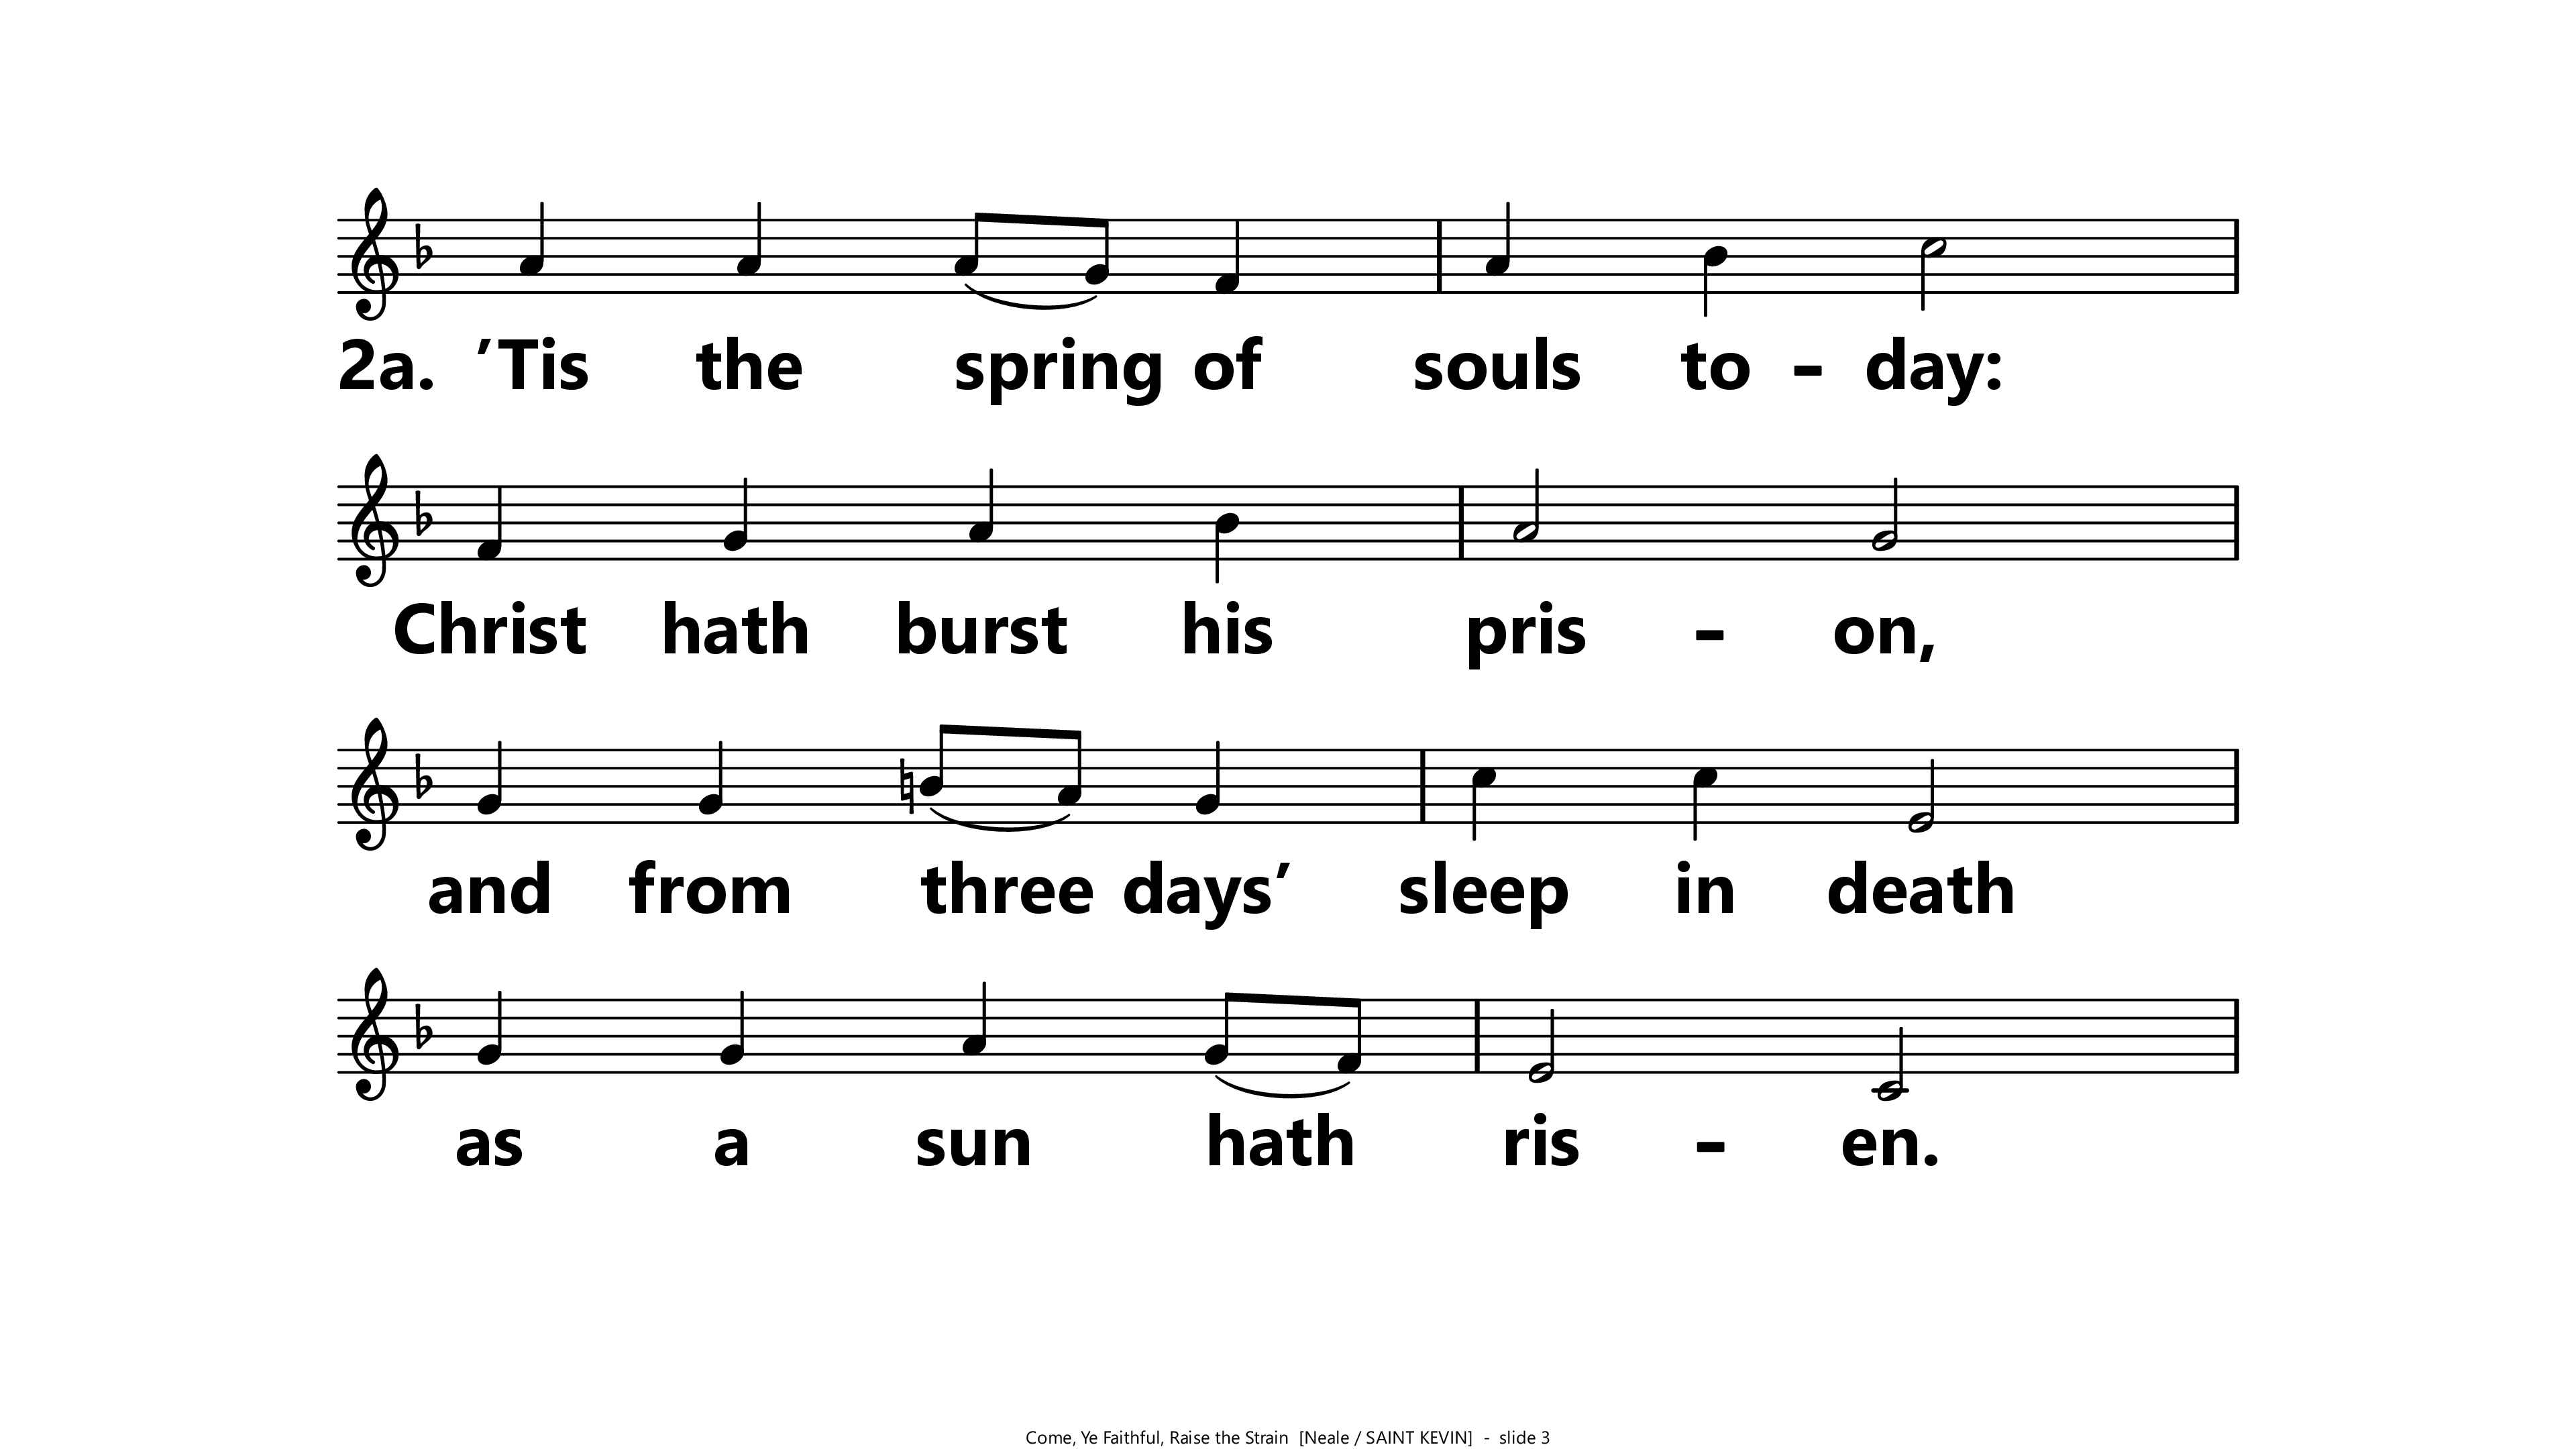 2a. ’Tis the spring of souls to - day:
Christ hath burst his pris - on,
and from three days’ sleep in death
as a sun hath ris - en.
Come, Ye Faithful, Raise the Strain [Neale / SAINT KEVIN] - slide 3